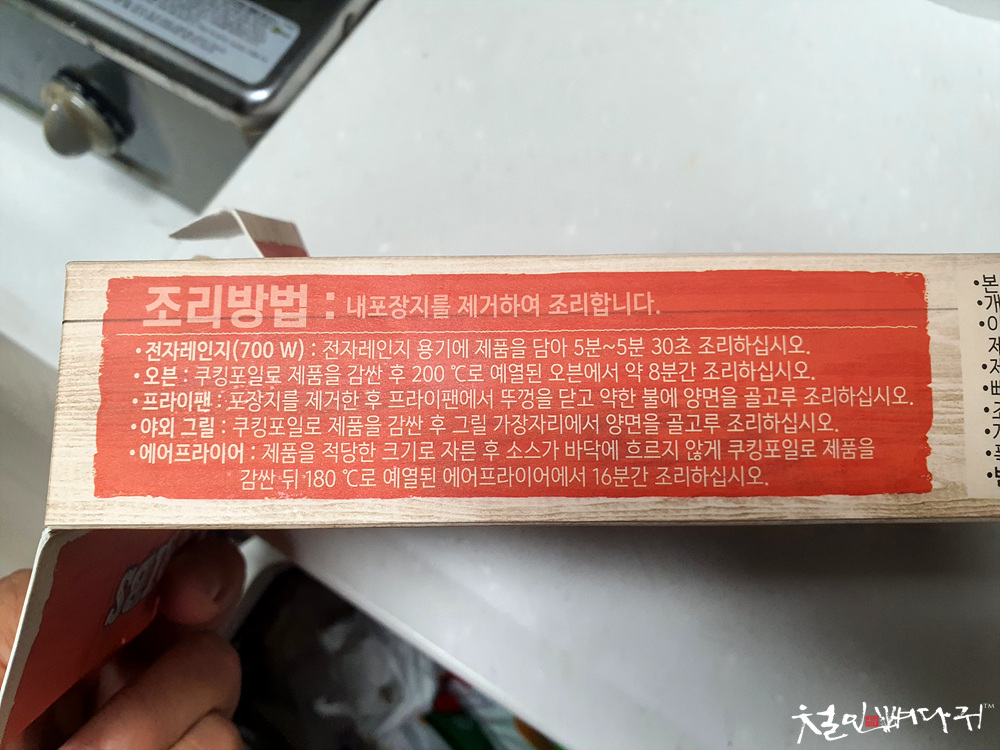 조리방법 : 내포장지를 제거하여 조리합니다.
•전자레인지(700 W) : 전자레인지 용기에 제품을 담아 5분~5분 30초 조리하십시오.
•오븐 : 쿠킹포일로 제품을 감싼 후 200 ℃로 예열된 오븐에서 약 8분간 조리하십시오.
•프라이팬 : 포장지를 제거한 후 프라이팬에서 뚜껑을 닫고 약한 불에 양면을 골고루 조리하십시오.
•야외 그릴 : 쿠킹포일로 제품을 감싼 후 그릴 가장자리에서 양면을 골고루 조리하십시오.
•에어프라이어 : 제품을 적당한 크기로 자른 후 소스가 바닥에 흐르지 않게 쿠킹포일로 제품을
감싼 뒤 180 ℃로 예열된 에어프라이어에서 16분간 조리하십시오.
•본
•개
철민뼈다귀™